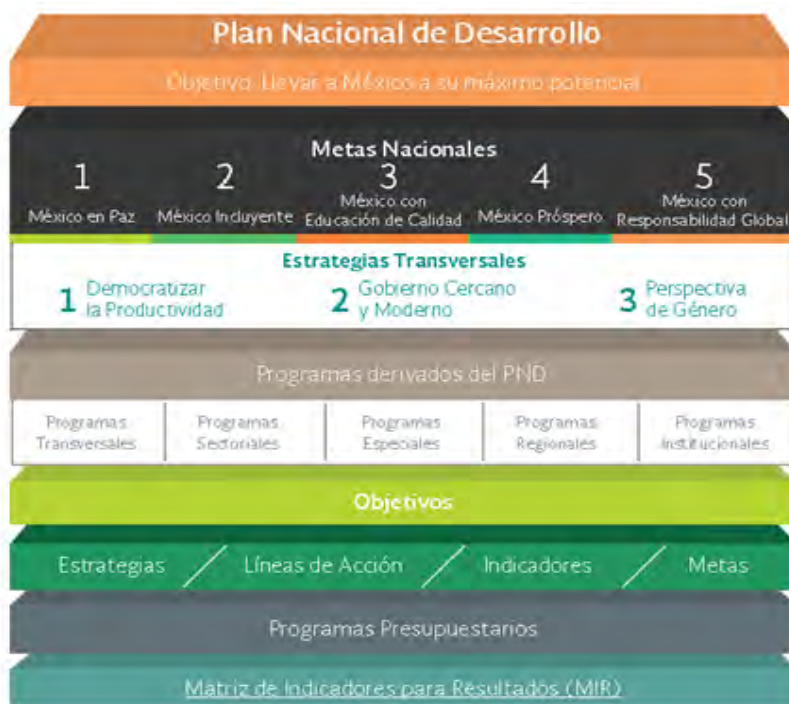 Plan Nacional de Desarrollo
Objetivo: Llevar a México a su máximo potencial
Metas Nacionales
1 2 3 4 5
México en Paz
México Incluyente
México con
Educación de Calidad
México Próspero
México con
Responsabilidad Global
Estrategias Transversales
1 Democratizar
la Productividad
2 Gobierno Cercano
y Moderno
3 Perspectiva
de Género
Programas derivados del PND
Programas
Transversales
Programas
Sectoriales
Programas
Especiales
Programas
Regionales
Programas
Institucionales
Objetivos
Estrategias / Líneas de Acción / Indicadores / Metas
Programas Presupuestarios
Matriz de Indicadores para Resultados (MIR)